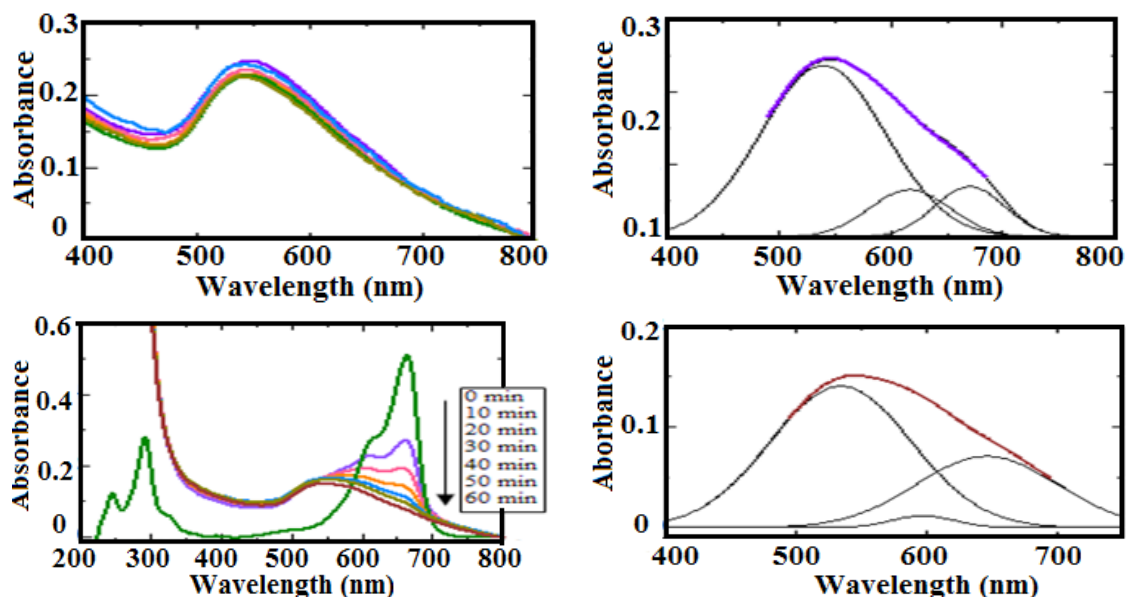 0.3
0.2
0.1
0
Absorbance
400 500 600 700 800
Wavelength (nm)
0.3
0.2
0.1
Absorbance
400 500 600 700 800
Wavelength (nm)
0.6
0.4
0.2
0
Absorbance
200 300 400 500 600 700 800
Wavelength (nm)
0 min
10 min
20 min
30 min
40 min
50 min
60 min
0.2
0.1
0
Aborbance
400 500 600 700
Wavelength (nm)